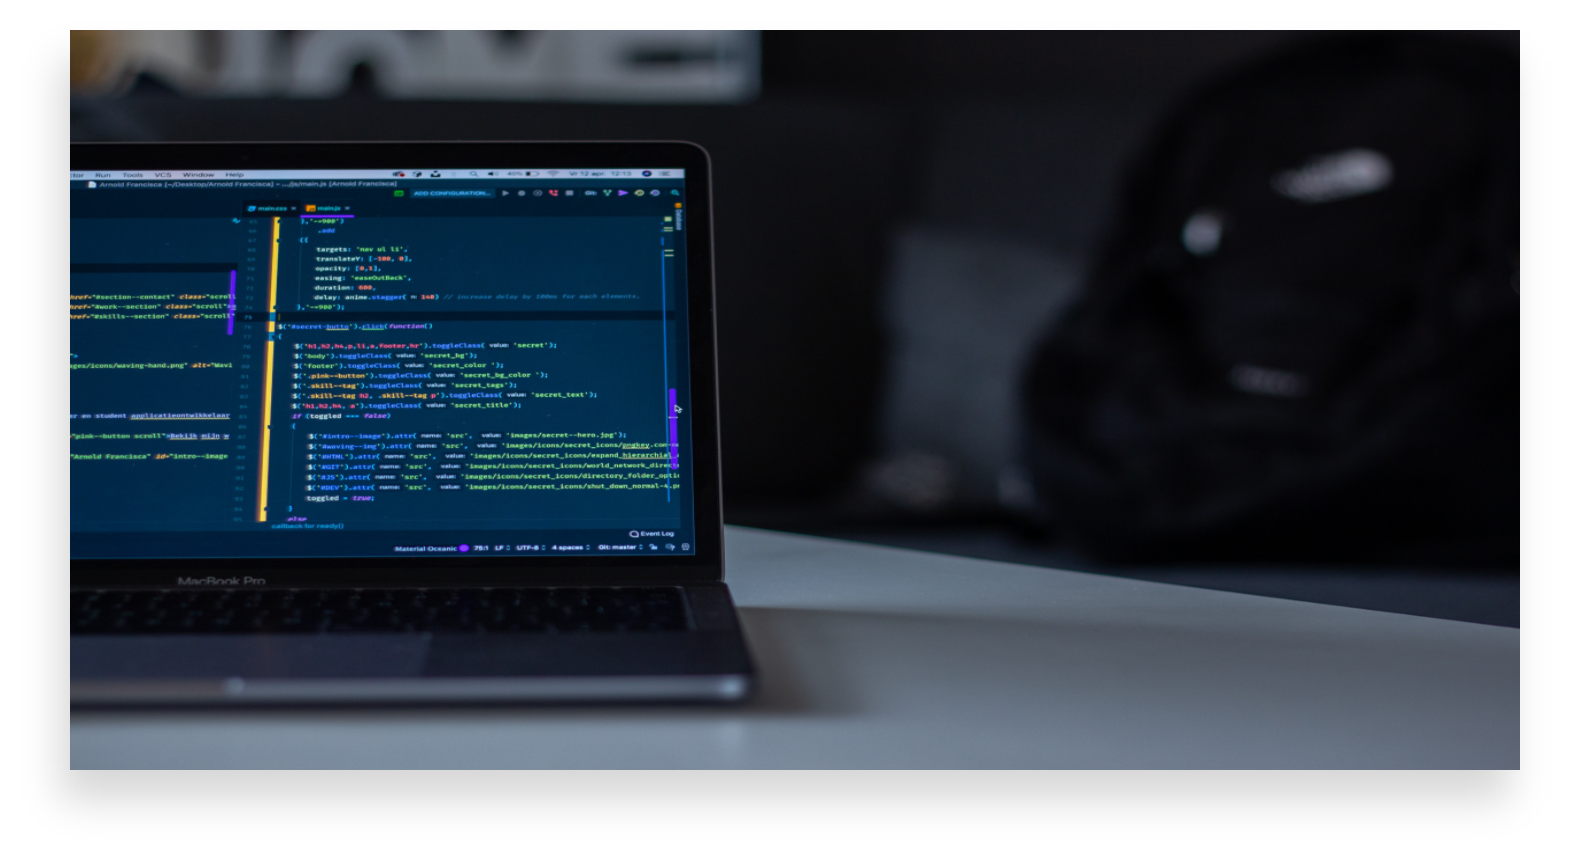 Run Tools VCS Window Help
Arnold Francisca [~/Desktop/Arnold Francisca] - .../js/main.js [Arnold Francisca]
ADD CONFIGURATION...
main.js
Database
},'-=900')
.add
({
targets: 'nav ul li',
translateY: [-100, 0],
opacity: [0,1],
easing: 'easeOutBack',
duration: 600,
delay: anime.stagger( n: 140) // increase delay by 100ms for each elements.
},'-=900');
$("#secret-butto").click(function()
{
$("h1,h2,h4,p,li,a,footer,hr").toggleClass( value: "secret");
$("body").toggleClass( value: "secret_bg");
$("footer").toggleClass( value: "secret_color ");
$(".pink--button").toggleClass( value: "secret_bg_color ");
$(".skill--tag").toggleClass( value: "secret_tags");
$(".skill--tag h2, .skill--tag p").toggleClass( value: "secret_text");
$("h1,h2,h4, a").toggleClass( value: "secret_title");
if (toggled === false)
{
$("#intro--image").attr( name: "src", value: "images/secret--hero.jpg");
$("#waving--img").attr( name: "src", value: "images/icons/secret_icons/pngkey.com
$("#HTML").attr( name: "src", value: "images/icons/secret_icons/expand_hierarchial
$("#GIT").attr( name: "src", value: "images/icons/secret_icons/world_network_direc
$("#JS").attr( name: "src", value: "images/icons/secret_icons/directory_folder_opti
$("#DEV").attr( name: "src", value: "images/icons/secret_icons/shut_down_normal-4.pn
toggled = true;
}
else
callback for ready()
href="#section--contact" class="scroll
href="#work--section" class="scroll">
href="#skills--section" class="scroll"
ages/icons/waving-hand.png" alt="Wavi
er en student applicatieontwikkelaar
"pink--button scroll">Bekijk mijn w
"Arnold Francisca" id="intro--image
Event Log
Material Oceanic 75:1 LF UTF-8 4 spaces Git: master
MacBook Pro